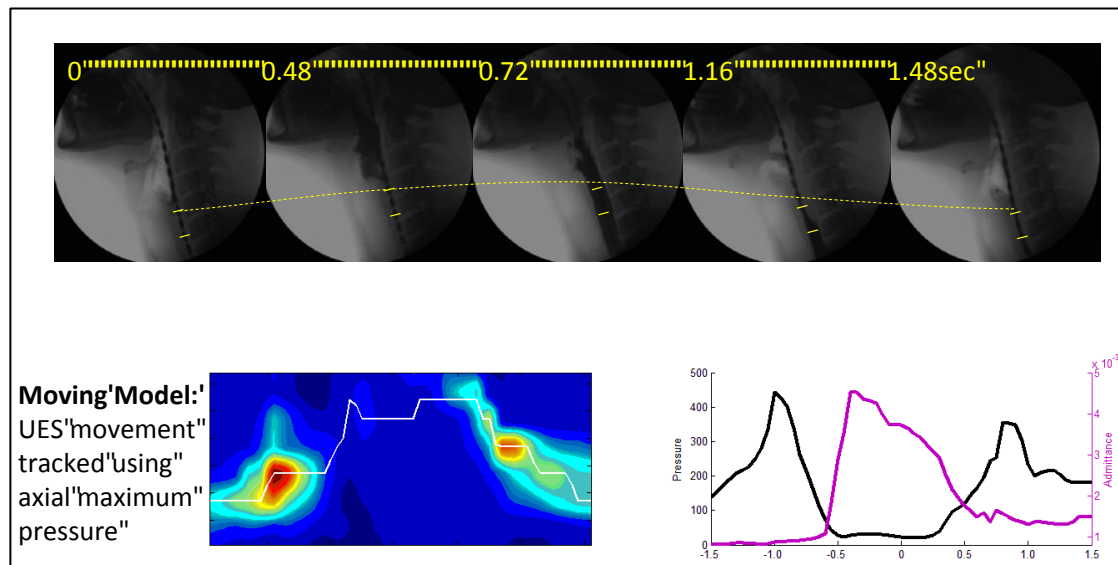 0"""""""""""""""""""""""0.48"""""""""""""""""""""""0.72"""""""""""""""""""""""1.16"""""""""""""""""""""""1.48sec"
Moving'Model:'
UES"movement"
tracked"using"
axial"maximum"
pressure"
500
400
300
200
100
0
Pressure
-1.5 -1.0 -0.5 0 0.5 1.0 1.5
x 10⁻³
5
4
3
2
1
Admittance